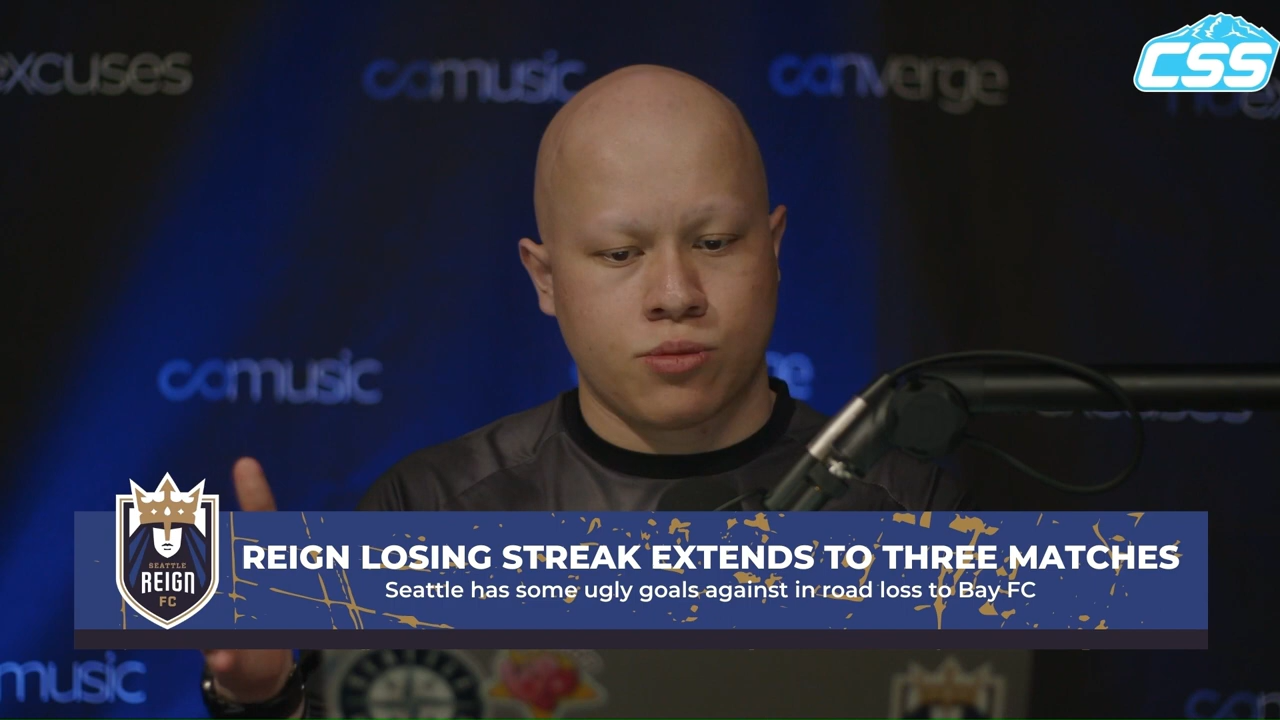 excuses
comusic
converge
CSS
comusic
SEATTLE
REIGN
FC
REIGN LOSING STREAK EXTENDS TO THREE MATCHES
Seattle has some ugly goals against in road loss to Bay FC
music